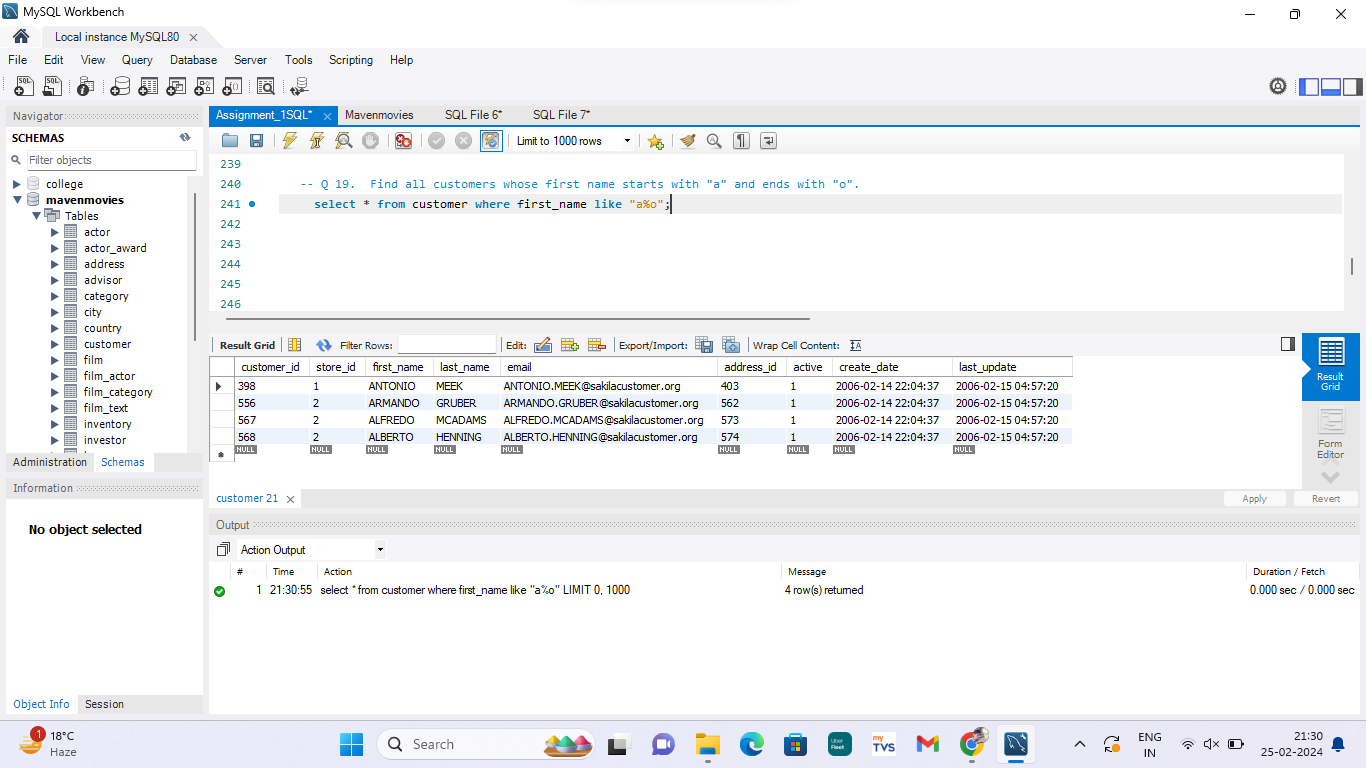 MySQL Workbench
Local instance MySQL80
File Edit View Query Database Server Tools Scripting Help
Navigator
SCHEMAS
Filter objects
college
mavenmovies
Tables
actor
actor_award
address
advisor
category
city
country
customer
film
film_actor
film_category
film_text
inventory
investor
Administration Schemas
Information
No object selected
Object Info Session
Assignment_1SQL* Mavenmovies SQL File 6* SQL File 7*
Limit to 1000 rows
239
240 -- Q 19. Find all customers whose first name starts with "a" and ends with "o".
241 select * from customer where first_name like "a%o";
242
243
244
245
246
Result Grid Filter Rows: Edit: Export/Import: Wrap Cell Content:
customer_id store_id first_name last_name email address_id active create_date last_update
398 1 ANTONIO MEEK ANTONIO.MEEK@sakilacustomer.org 403 1 2006-02-14 22:04:37 2006-02-15 04:57:20
556 2 ARMANDO GRUBER ARMANDO.GRUBER@sakilacustomer.org 562 1 2006-02-14 22:04:37 2006-02-15 04:57:20
567 2 ALFREDO MCADAMS ALFREDO.MCADAMS@sakilacustomer.org 573 1 2006-02-14 22:04:37 2006-02-15 04:57:20
568 2 ALBERTO HENNING ALBERTO.HENNING@sakilacustomer.org 574 1 2006-02-14 22:04:37 2006-02-15 04:57:20
NULL NULL NULL NULL NULL NULL NULL NULL NULL
Result
Grid
Form
Editor
customer 21
Apply Revert
Output
Action Output
# Time Action Message Duration / Fetch
1 21:30:55 select * from customer where first_name like "a%o" LIMIT 0, 1000 4 row(s) returned 0.000 sec / 0.000 sec
1
18°C
Haze
Search
Uber
Fleet
my
TVS
ENG
IN
21:30
25-02-2024